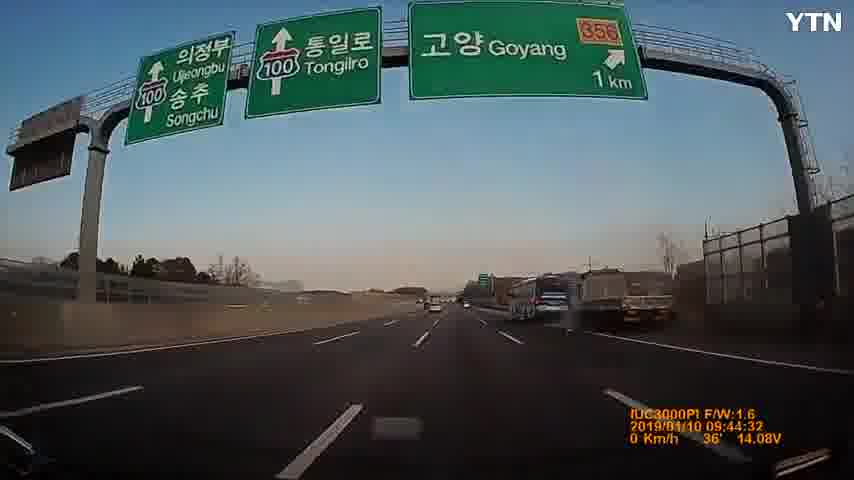 YTN
의정부
Uijeongbu
100
송추
Songchu
통일로
100
Tongilro
356
고양 Goyang
1 km
IUC3000PI F/W:1.6
2019/01/10 09:44:32
0 Km/h 36' 14.08V